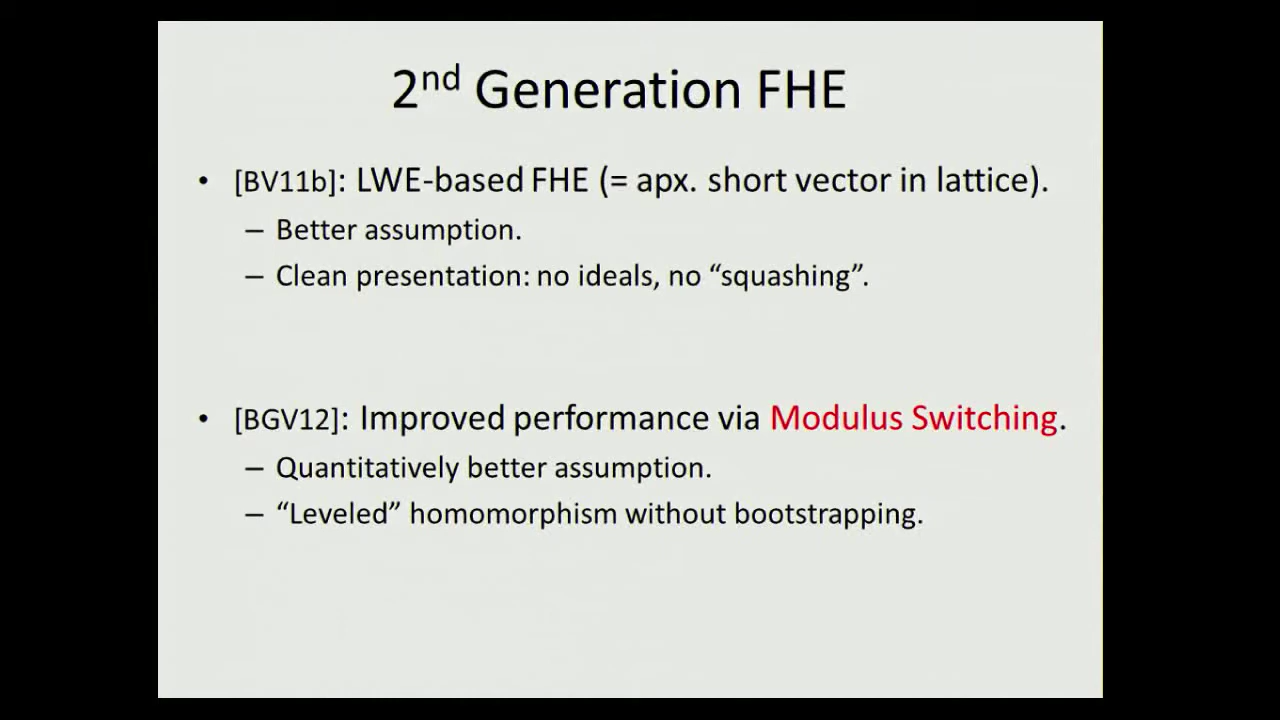 2nd Generation FHE
• [BV11b]: LWE-based FHE (= apx. short vector in lattice).
– Better assumption.
– Clean presentation: no ideals, no “squashing”.
• [BGV12]: Improved performance via Modulus Switching.
– Quantitatively better assumption.
– “Leveled” homomorphism without bootstrapping.